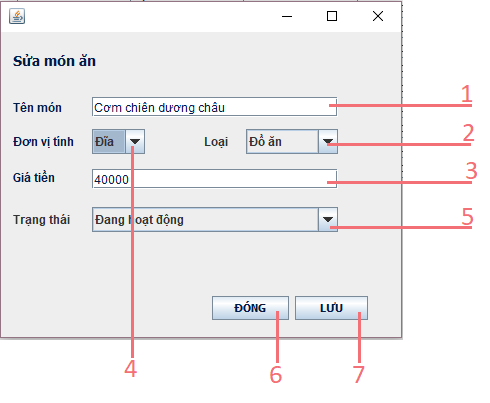 Sửa món ăn
Tên món Cơm chiên dương châu 1
Đơn vị tính Đĩa Loại Đồ ăn 2
Giá tiền 40000 3
Trạng thái Đang hoạt động 5
ĐÓNG LƯU
4 6 7